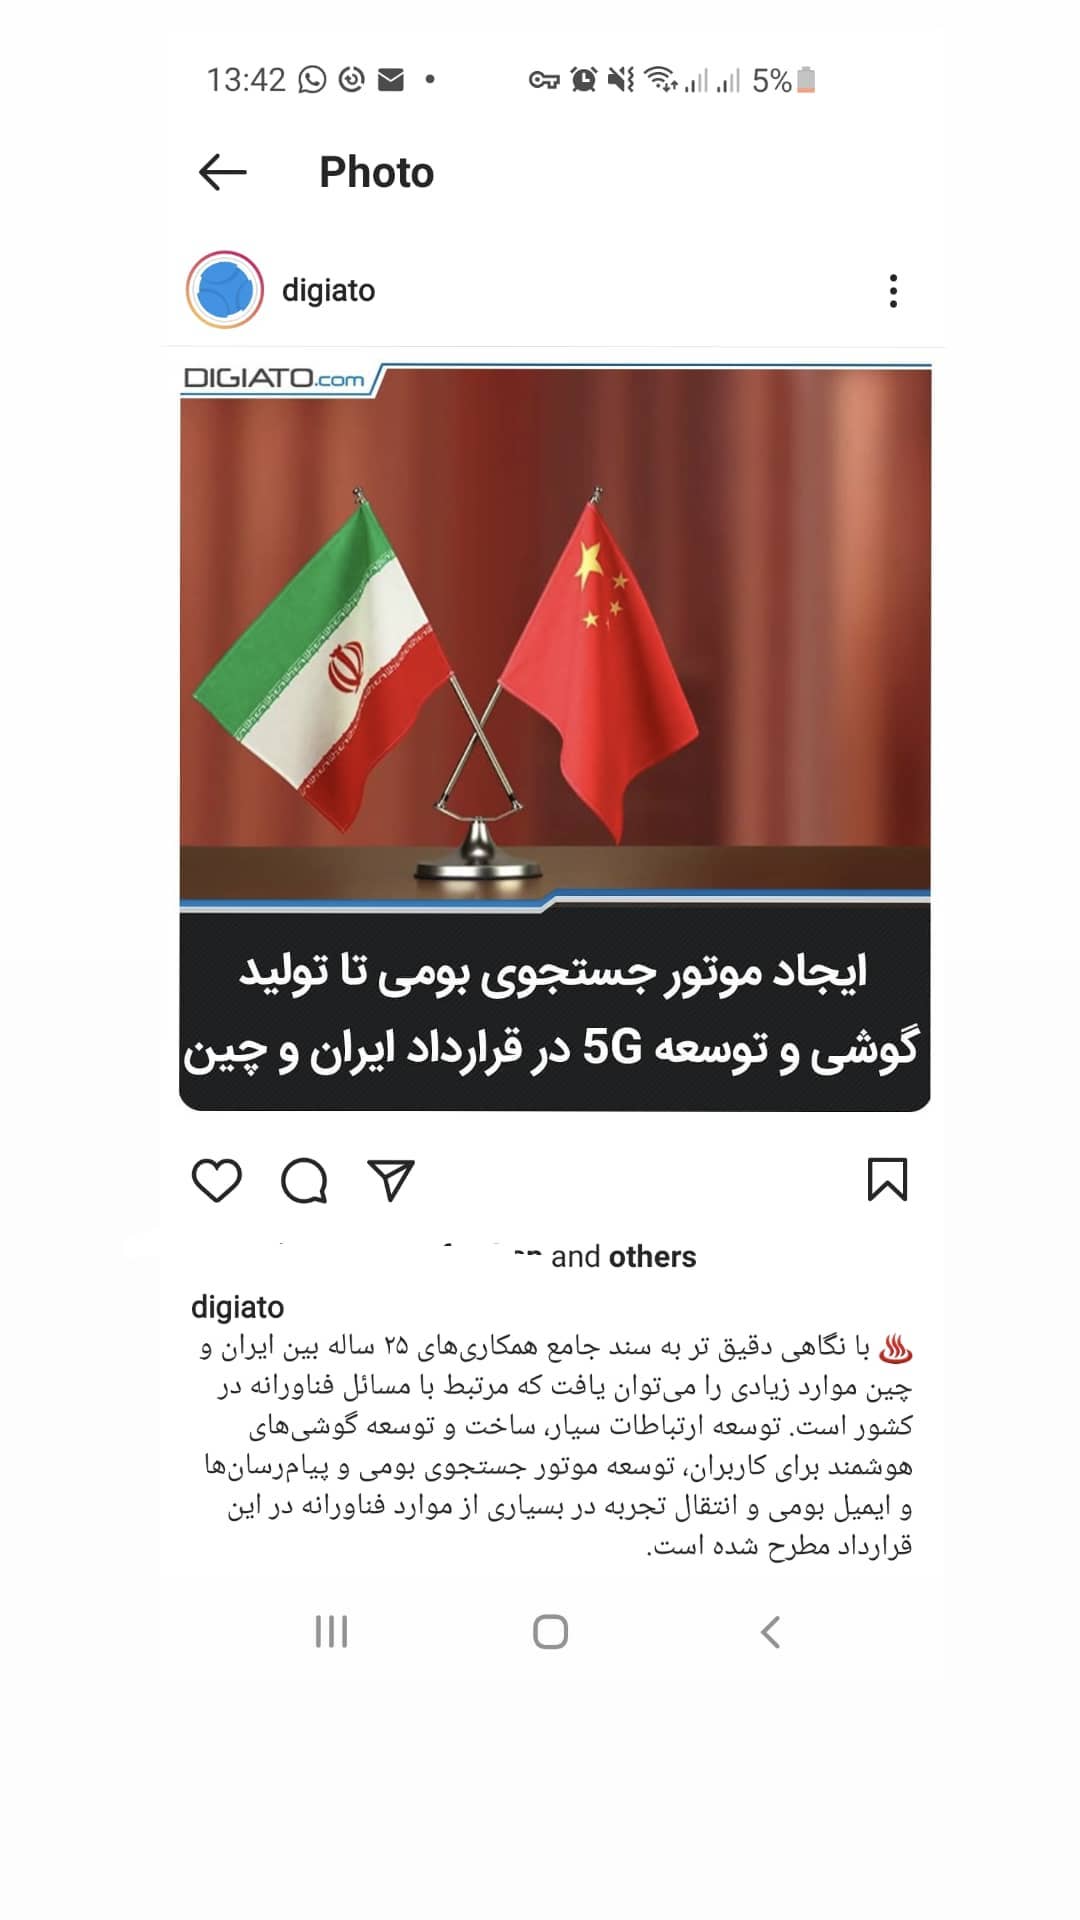 13:42
5%
Photo
digiato
DIGIATO.com
ایجاد موتور جستجوی بومی تا تولید
گوشی و توسعه 5G در قرارداد ایران و چین
and others
digiato
با نگاهی دقیق تر به سند جامع همکاری‌های ۲۵ ساله بین ایران و
چین موارد زیادی را می‌توان یافت که مرتبط با مسائل فناورانه در
کشور است. توسعه ارتباطات سیار، ساخت و توسعه گوشی‌های
هوشمند برای کاربران، توسعه موتور جستجوی بومی و پیام‌رسان‌ها
و ایمیل بومی و انتقال تجربه در بسیاری از موارد فناورانه در این
قرارداد مطرح شده است.